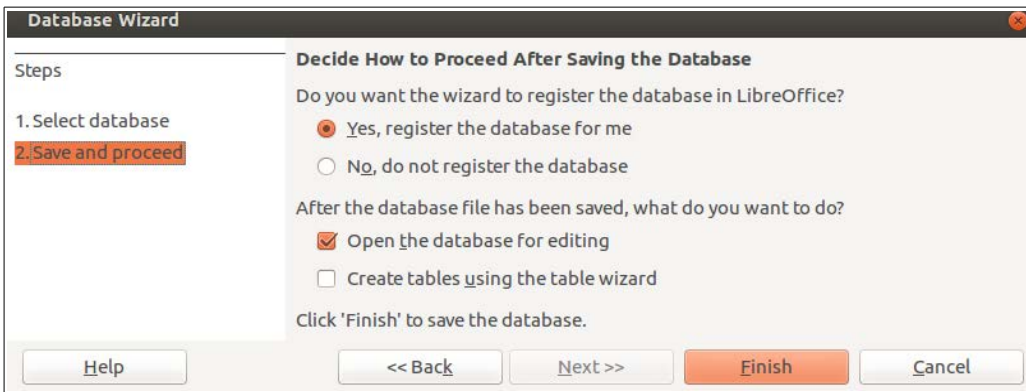 Database Wizard
Steps
1. Select database
2. Save and proceed
Decide How to Proceed After Saving the Database
Do you want the wizard to register the database in LibreOffice?
Yes, register the database for me
No, do not register the database
After the database file has been saved, what do you want to do?
Open the database for editing
Create tables using the table wizard
Click 'Finish' to save the database.
Help
<< Back
Next >>
Finish
Cancel